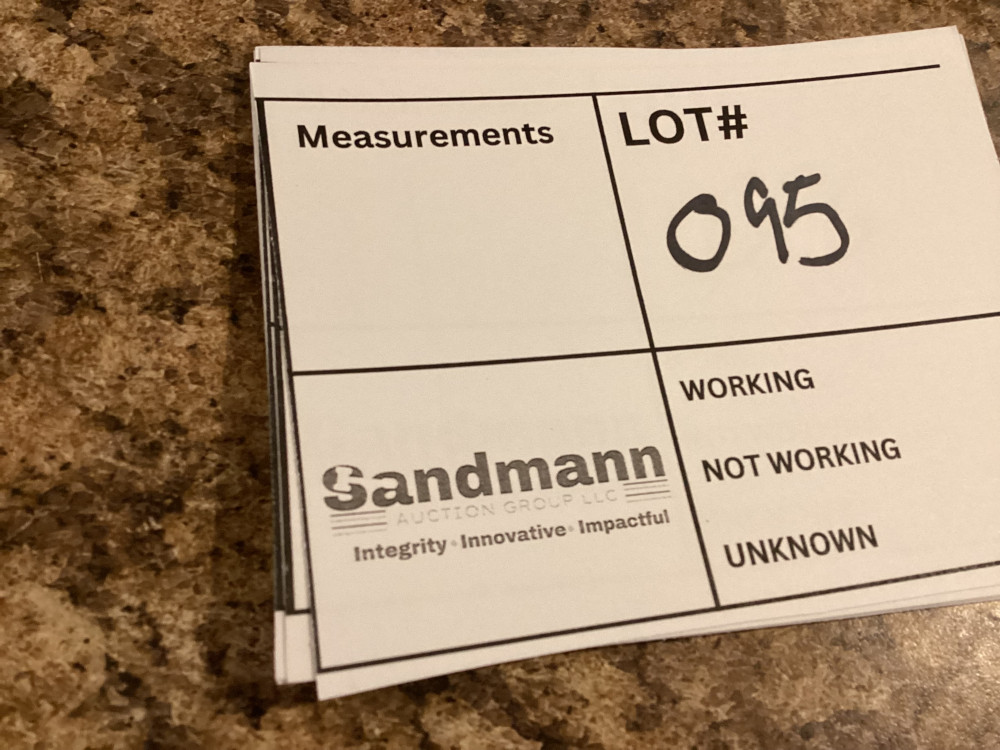 Measurements
LOT#
095
Sandmann
AUCTION GROUP LLC
Integrity • Innovative • Impactful
WORKING
NOT WORKING
UNKNOWN